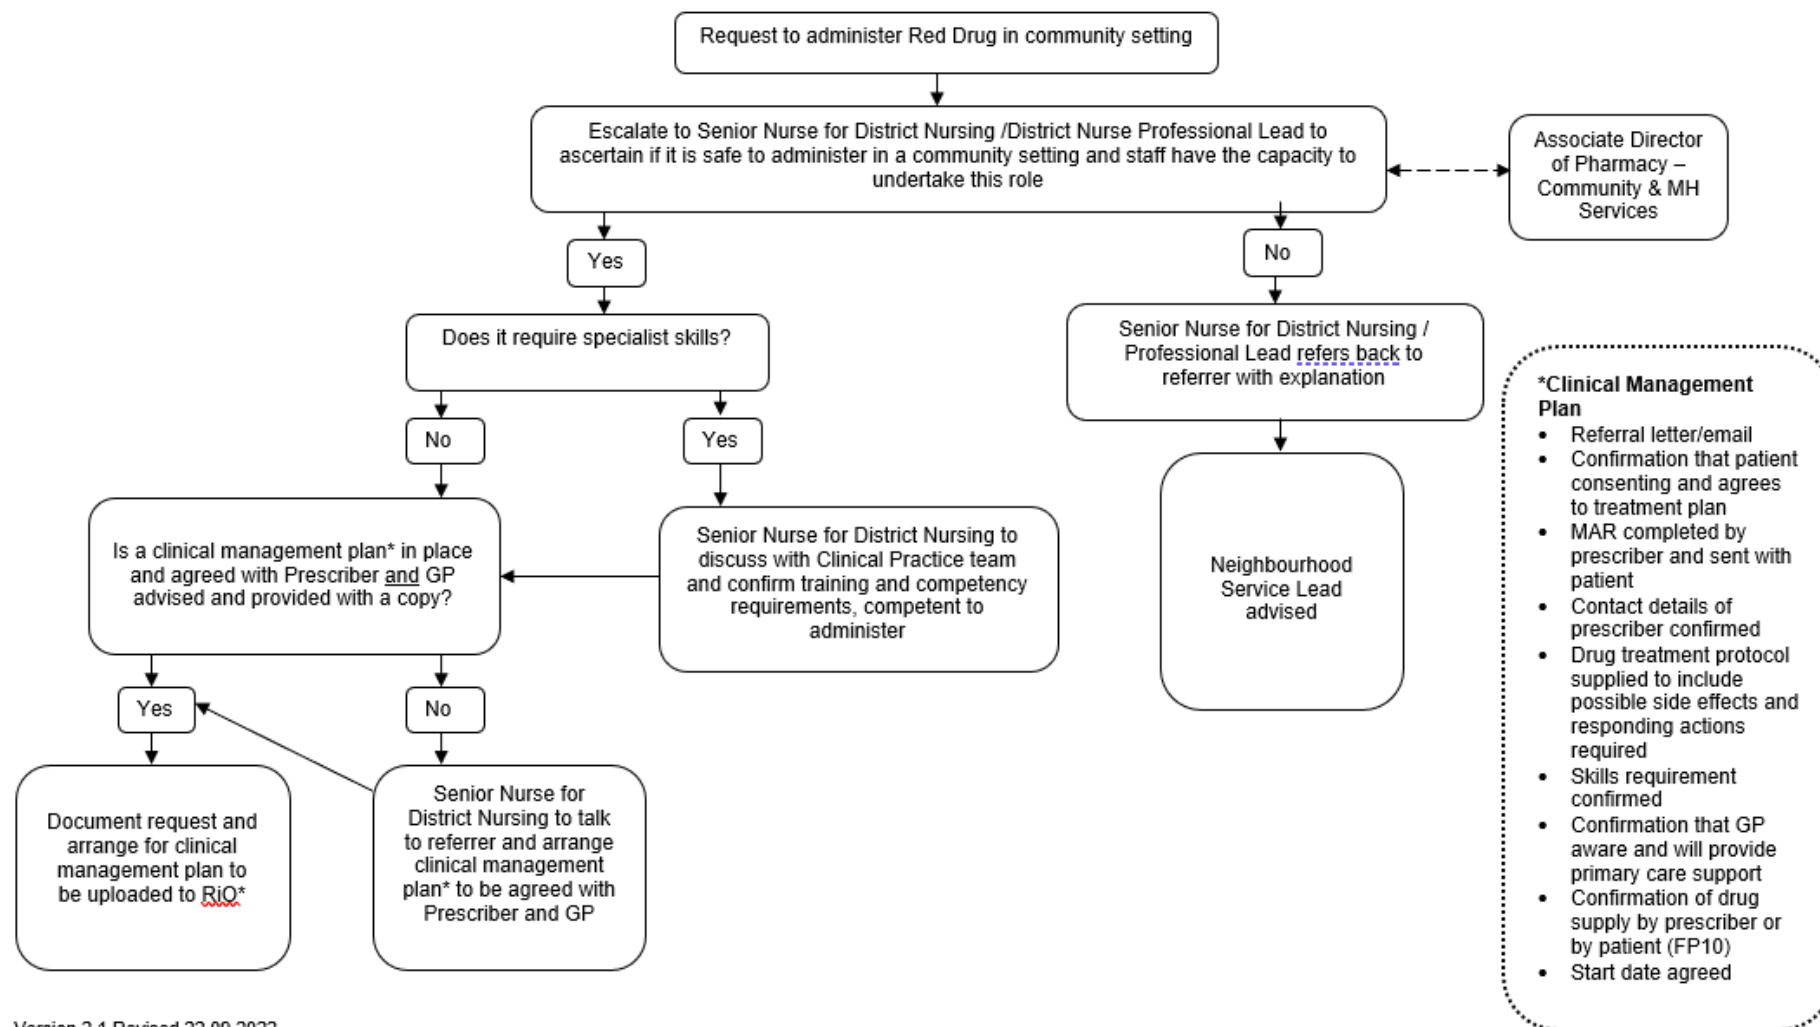 Request to administer Red Drug in community setting
Escalate to Senior Nurse for District Nursing /District Nurse Professional Lead to
ascertain if it is safe to administer in a community setting and staff have the capacity to
undertake this role
Associate Director
of Pharmacy –
Community & MH
Services
Yes
No
Does it require specialist skills?
Senior Nurse for District Nursing /
Professional Lead refers back to
referrer with explanation
No
Yes
Is a clinical management plan* in place
and agreed with Prescriber and GP
advised and provided with a copy?
Senior Nurse for District Nursing to
discuss with Clinical Practice team
and confirm training and competency
requirements, competent to
administer
Neighbourhood
Service Lead
advised
Yes
No
Document request and
arrange for clinical
management plan to
be uploaded to RiO*
Senior Nurse for
District Nursing to talk
to referrer and arrange
clinical management
plan* to be agreed with
Prescriber and GP
*Clinical Management
Plan
• Referral letter/email
• Confirmation that patient
consenting and agrees
to treatment plan
• MAR completed by
prescriber and sent with
patient
• Contact details of
prescriber confirmed
• Drug treatment protocol
supplied to include
possible side effects and
responding actions
required
• Skills requirement
confirmed
• Confirmation that GP
aware and will provide
primary care support
• Confirmation of drug
supply by prescriber or
by patient (FP10)
• Start date agreed
Version 2.1 Revised